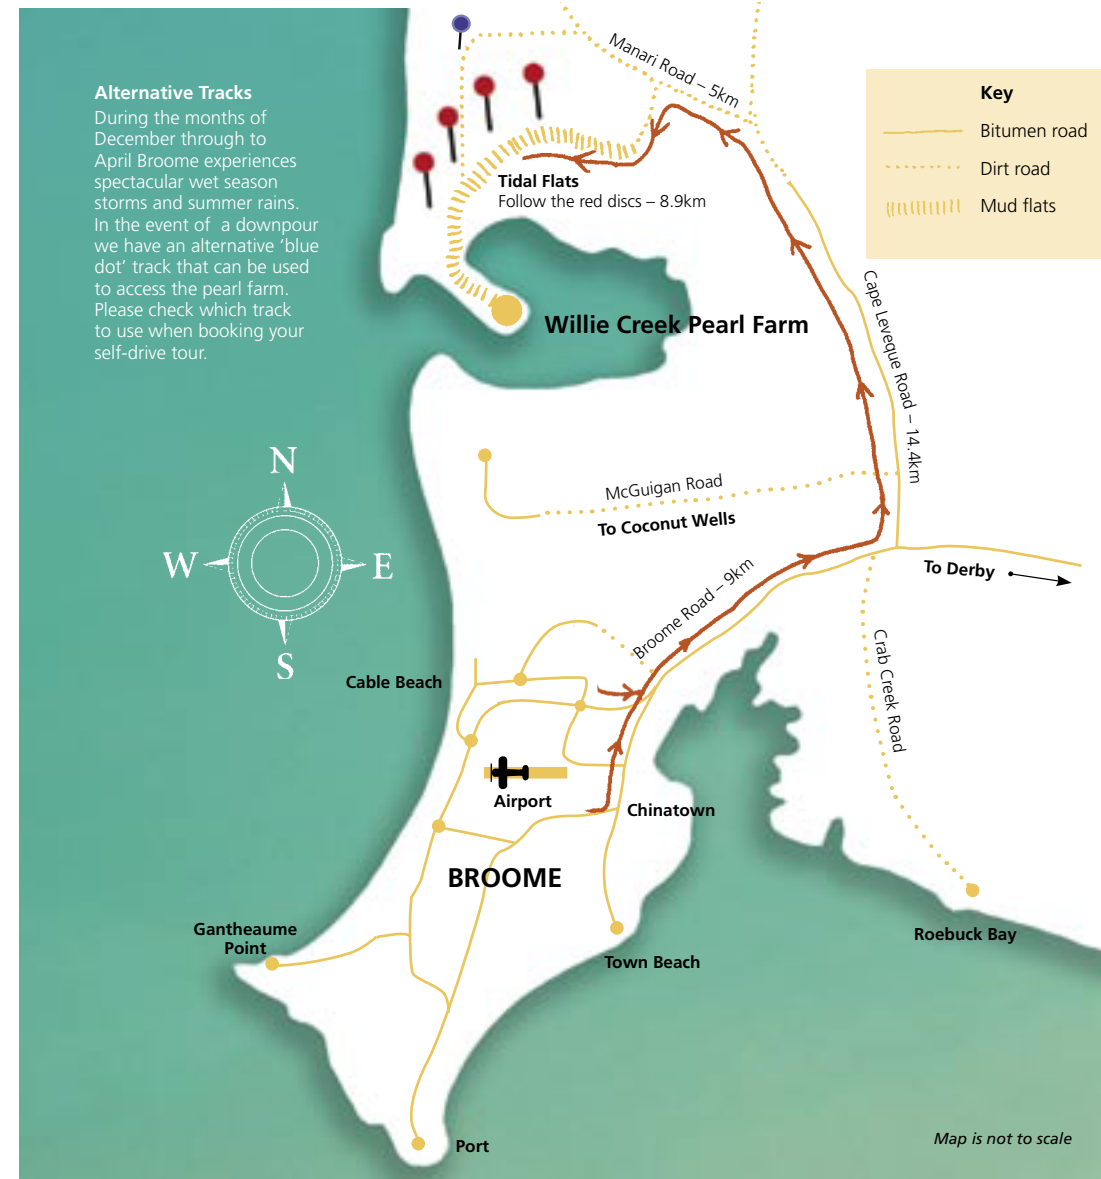 Alternative Tracks
During the months of
December through to
April Broome experiences
spectacular wet season
storms and summer rains.
In the event of a downpour
we have an alternative ‘blue
dot’ track that can be used
to access the pearl farm.
Please check which track
to use when booking your
self-drive tour.
Manari Road – 5km
Key
Bitumen road
Dirt road
Mud flats
Tidal Flats
Follow the red discs – 8.9km
Willie Creek Pearl Farm
Cape Leveque Road – 14.4km
N
W
E
S
McGuigan Road
To Coconut Wells
To Derby
Broome Road – 9km
Crab Creek Road
Cable Beach
Airport
Chinatown
BROOME
Gantheaume
Point
Town Beach
Roebuck Bay
Port
Map is not to scale